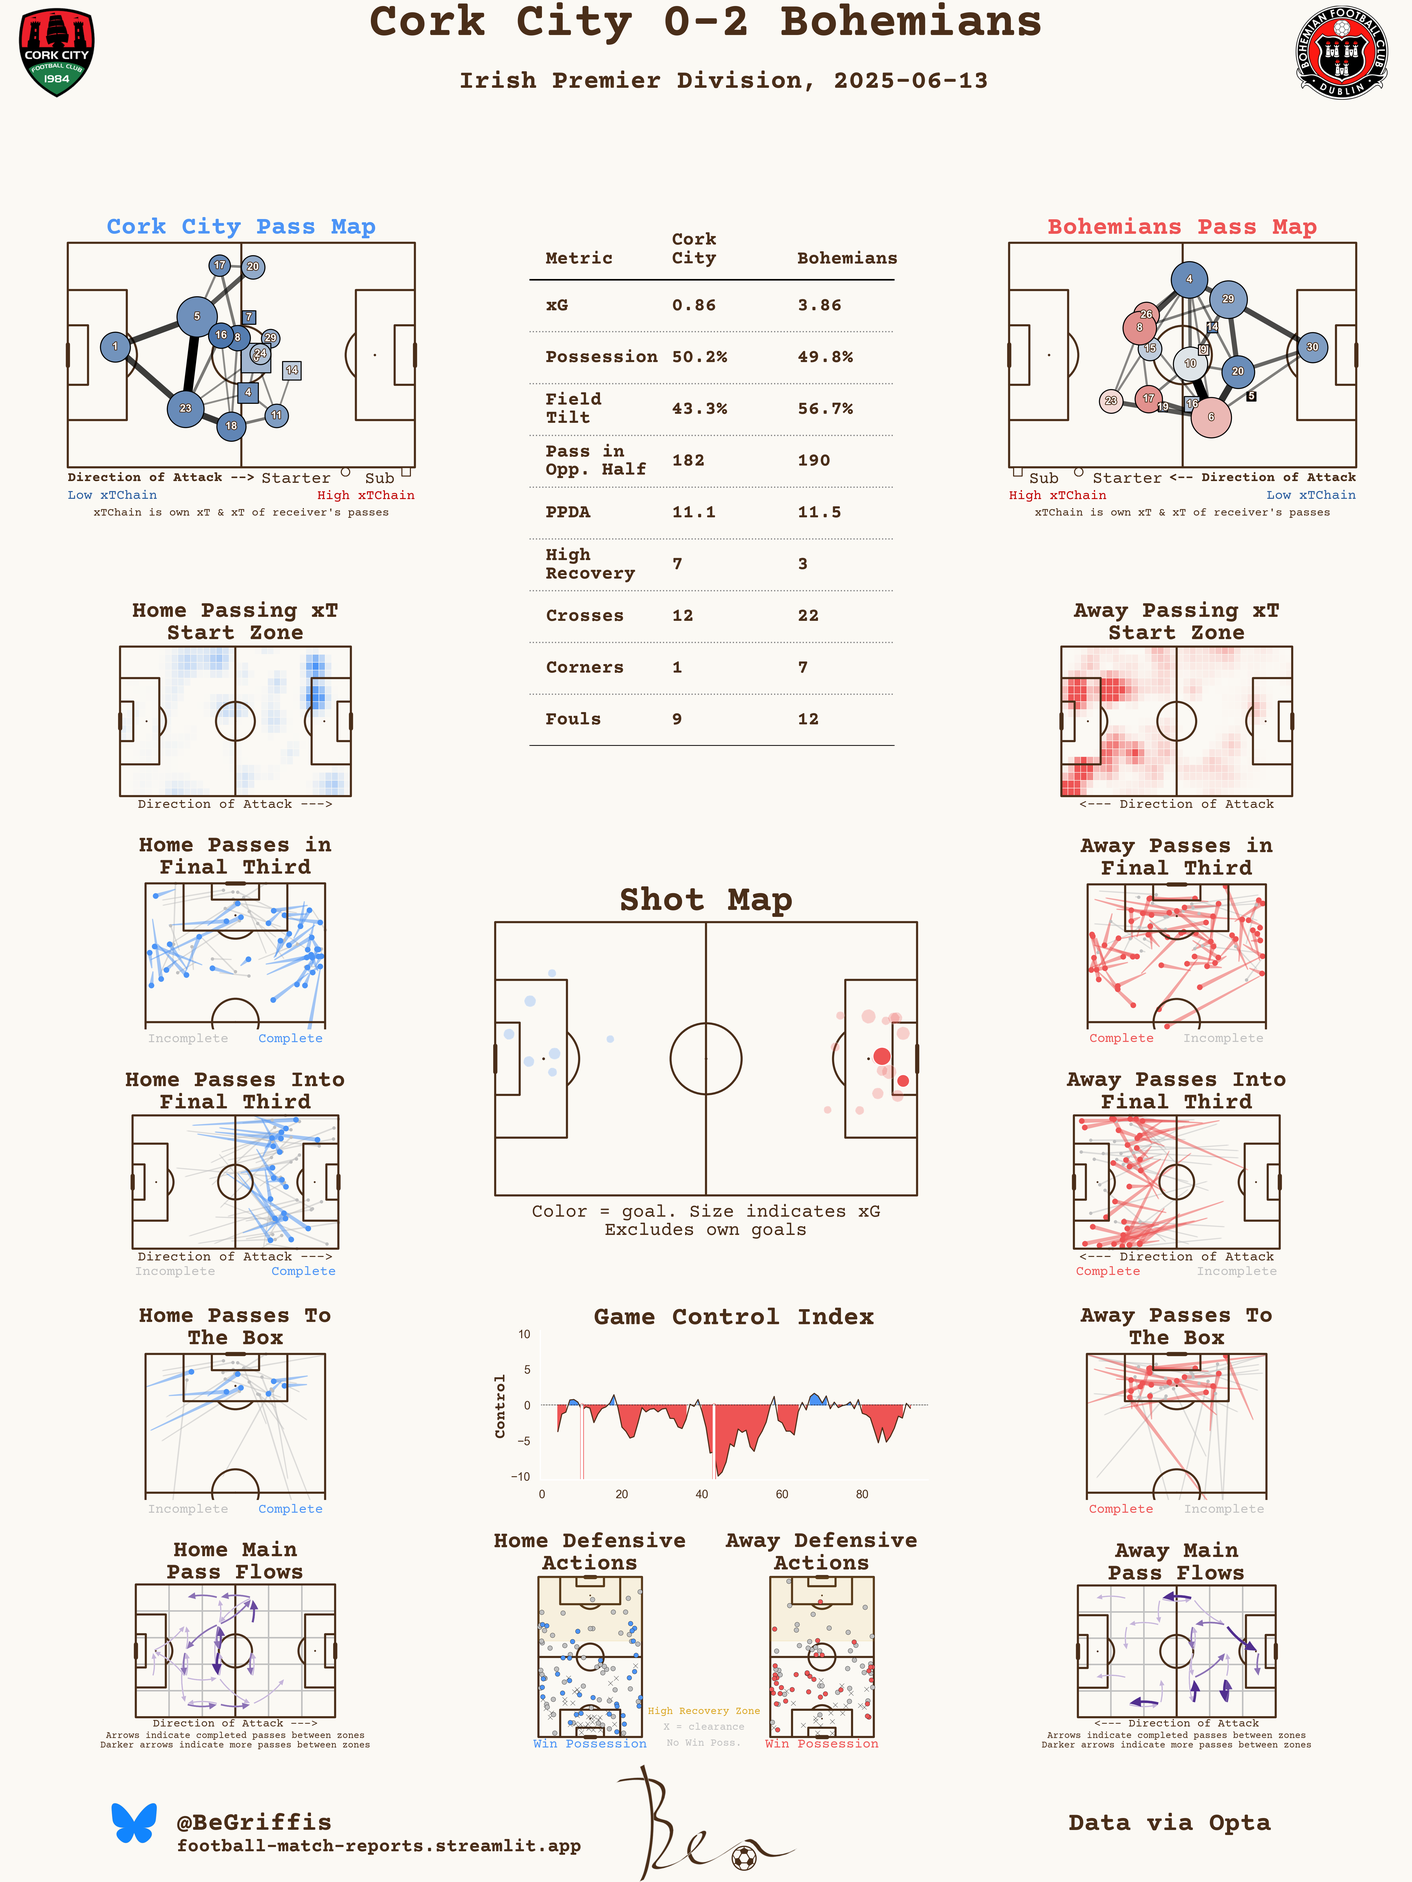 Cork City 0-2 Bohemians
Irish Premier Division, 2025-06-13
CORK CITY
FOOTBALL CLUB
1984
BOHEMIAN FOOTBALL CLUB
DUBLIN
Cork City Pass Map
17
20
5
7
16
8
29
24
1
14
4
23
11
18
Direction of Attack --> Starter Sub
Low xTChain High xTChain
xTChain is own xT & xT of receiver's passes
Metric Cork City Bohemians
xG 0.86 3.86
Possession 50.2% 49.8%
Field Tilt 43.3% 56.7%
Pass in Opp. Half 182 190
PPDA 11.1 11.5
High Recovery 7 3
Crosses 12 22
Corners 1 7
Fouls 9 12
Bohemians Pass Map
4
29
26
8
14
15
9
30
10
20
23
17
19
16
5
6
Sub Starter <-- Direction of Attack
High xTChain Low xTChain
xTChain is own xT & xT of receiver's passes
Home Passing xT
Start Zone
Direction of Attack --->
Away Passing xT
Start Zone
<--- Direction of Attack
Home Passes in
Final Third
Incomplete Complete
Away Passes in
Final Third
Complete Incomplete
Shot Map
Color = goal. Size indicates xG
Excludes own goals
Home Passes Into
Final Third
Direction of Attack --->
Incomplete Complete
Away Passes Into
Final Third
<--- Direction of Attack
Complete Incomplete
Home Passes To
The Box
Incomplete Complete
Game Control Index
Control
10
5
0
−5
−10
0 20 40 60 80
Away Passes To
The Box
Complete Incomplete
Home Main
Pass Flows
Direction of Attack --->
Arrows indicate completed passes between zones
Darker arrows indicate more passes between zones
Home Defensive
Actions
Win Possession
Away Defensive
Actions
Win Possession
High Recovery Zone
X = clearance
No Win Poss.
Away Main
Pass Flows
<--- Direction of Attack
Arrows indicate completed passes between zones
Darker arrows indicate more passes between zones
@BeGriffis
football-match-reports.streamlit.app
Ben
Data via Opta